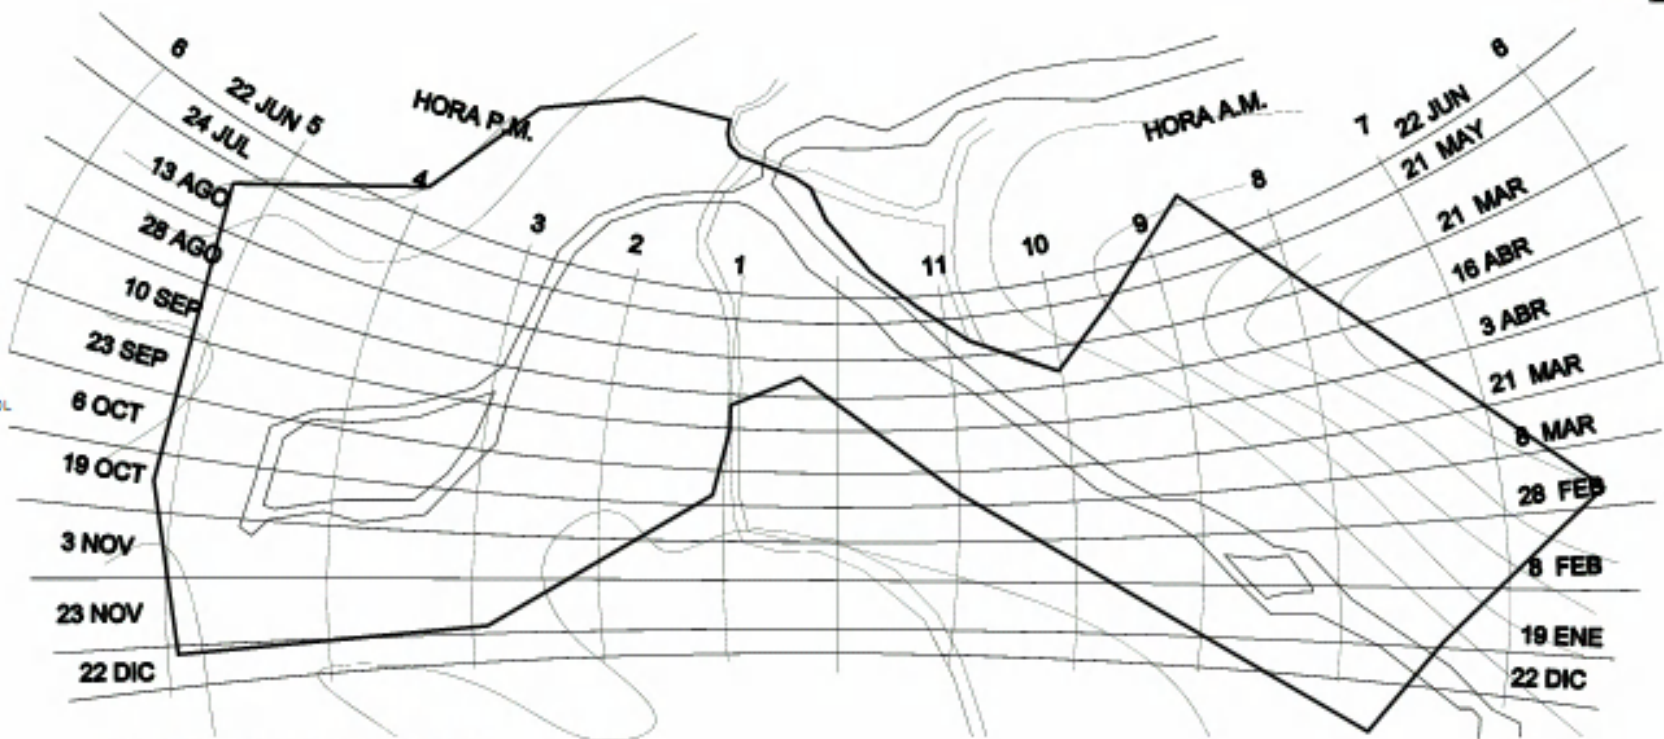 6
22 JUN
5
24 JUL
HORA P.M.
13 AGO
4
28 AGO
3
2
10 SEP
1
23 SEP
6 OCT
19 OCT
3 NOV
23 NOV
22 DIC
6
HORA A.M.
7
22 JUN
21 MAY
8
21 MAR
9
10
11
16 ABR
3 ABR
21 MAR
8 MAR
28 FEB
8 FEB
19 ENE
22 DIC